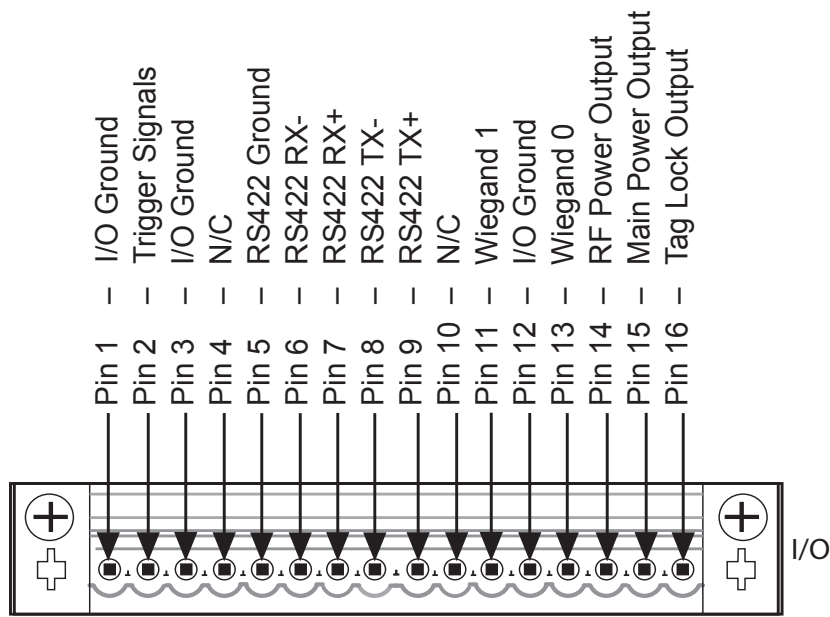 Pin 1 – I/O Ground
Pin 2 – Trigger Signals
Pin 3 – I/O Ground
Pin 4 – N/C
Pin 5 – RS422 Ground
Pin 6 – RS422 RX-
Pin 7 – RS422 RX+
Pin 8 – RS422 TX-
Pin 9 – RS422 TX+
Pin 10 – N/C
Pin 11 – Wiegand 1
Pin 12 – I/O Ground
Pin 13 – Wiegand 0
Pin 14 – RF Power Output
Pin 15 – Main Power Output
Pin 16 – Tag Lock Output
I/O